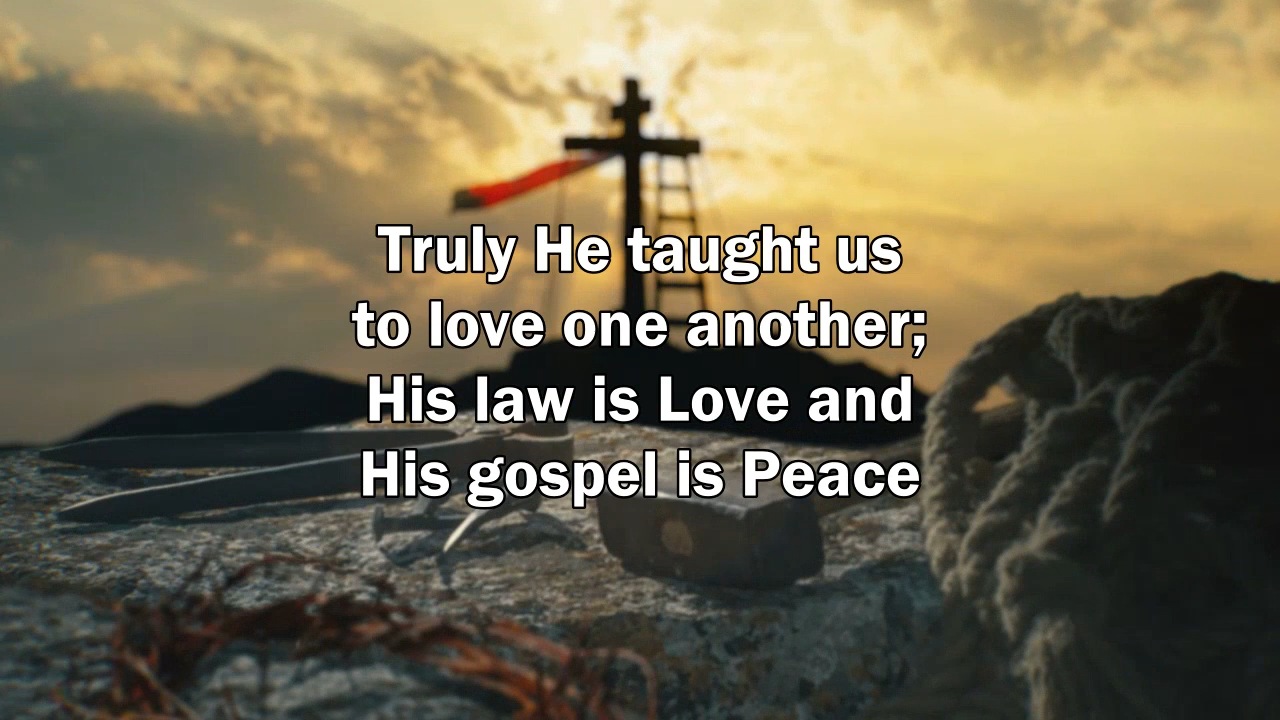 Truly He taught us
to love one another;
His law is Love and
His gospel is Peace